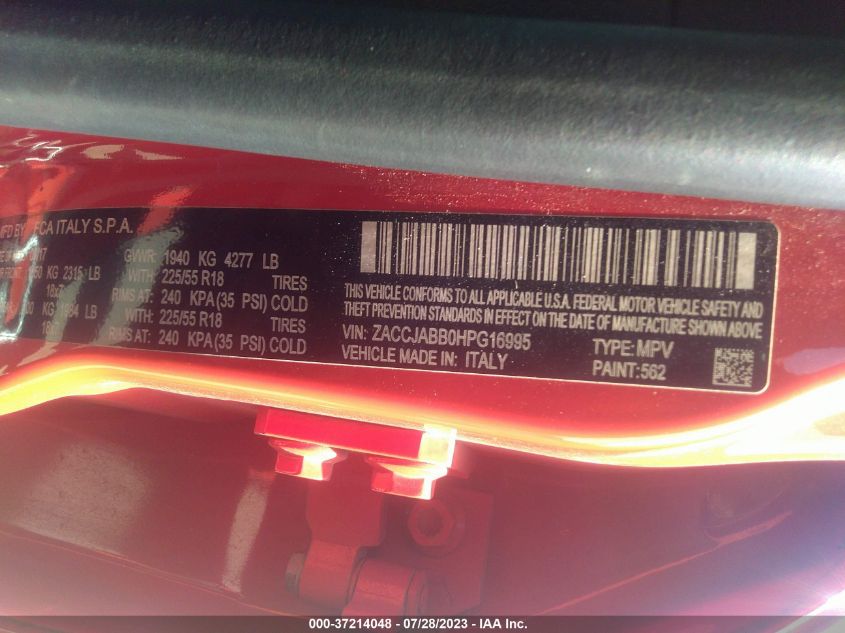 MFD BY FCA ITALY S.P.A.
GVWR: 1940 KG 4277 LB
KG 2315 LB WITH: 225/55 R18 TIRES
RIMS AT: 240 KPA (35 PSI) COLD
LB WITH: 225/55 R18 TIRES
RIMS AT: 240 KPA (35 PSI) COLD
THIS VEHICLE CONFORMS TO ALL APPLICABLE U.S.A. FEDERAL MOTOR VEHICLE SAFETY AND
THEFT PREVENTION STANDARDS IN EFFECT ON THE DATE OF MANUFACTURE SHOWN ABOVE
VIN: ZACCJABB0HPG16995 TYPE: MPV
VEHICLE MADE IN: ITALY PAINT: 562
000-37214048 - 07/28/2023 - IAA Inc.